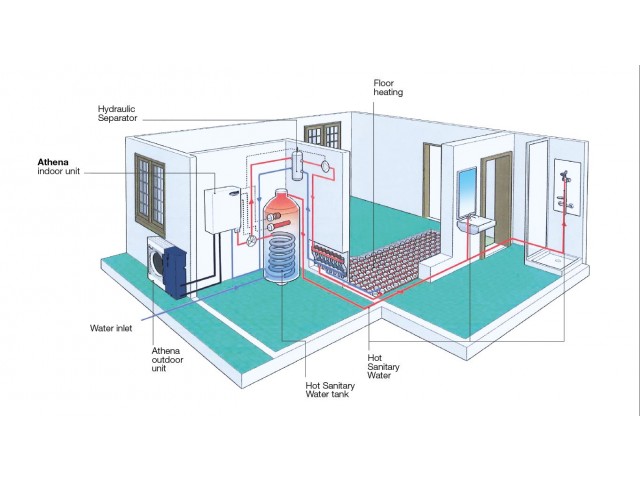 Floor
heating
Hydraulic
Separator
Athena
indoor unit
Water inlet
Athena
outdoor
unit
Hot Sanitary
Water tank
Hot
Sanitary
Water